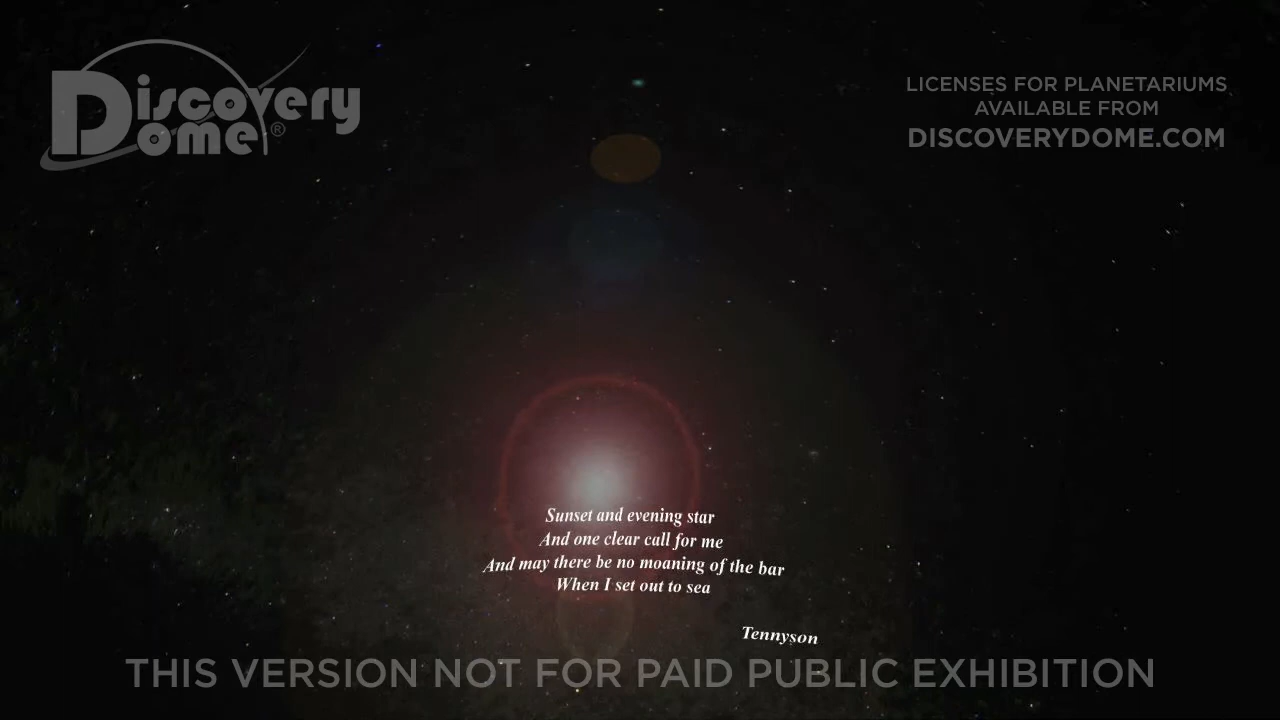 Discovery
Dome®
LICENSES FOR PLANETARIUMS
AVAILABLE FROM
DISCOVERYDOME.COM
Sunset and evening star
And one clear call for me
And may there be no moaning of the bar
When I set out to sea
Tennyson
THIS VERSION NOT FOR PAID PUBLIC EXHIBITION